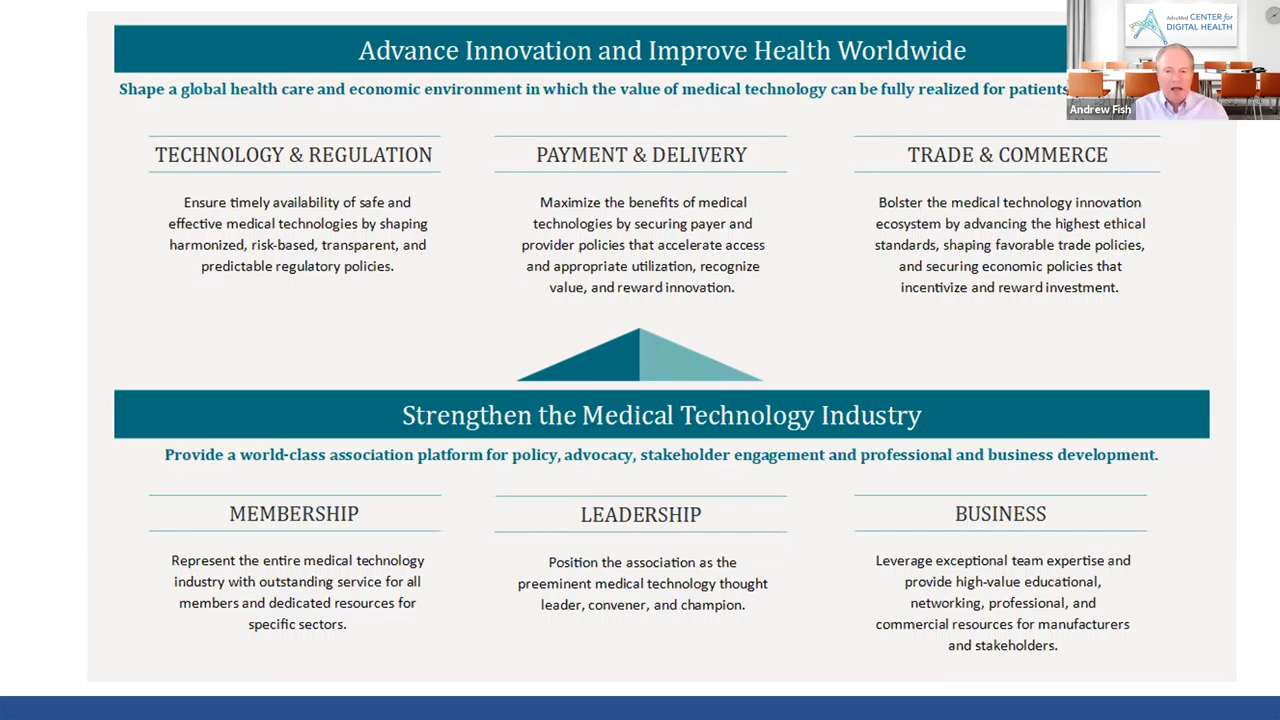 Advance Innovation and Improve Health Worldwide
Shape a global health care and economic environment in which the value of medical technology can be fully realized for patients
AdvaMed CENTER for
DIGITAL HEALTH
Andrew Fish
TECHNOLOGY & REGULATION
Ensure timely availability of safe and
effective medical technologies by shaping
harmonized, risk-based, transparent, and
predictable regulatory policies.
PAYMENT & DELIVERY
Maximize the benefits of medical
technologies by securing payer and
provider policies that accelerate access
and appropriate utilization, recognize
value, and reward innovation.
TRADE & COMMERCE
Bolster the medical technology innovation
ecosystem by advancing the highest ethical
standards, shaping favorable trade policies,
and securing economic policies that
incentivize and reward investment.
Strengthen the Medical Technology Industry
Provide a world-class association platform for policy, advocacy, stakeholder engagement and professional and business development.
MEMBERSHIP
Represent the entire medical technology
industry with outstanding service for all
members and dedicated resources for
specific sectors.
LEADERSHIP
Position the association as the
preeminent medical technology thought
leader, convener, and champion.
BUSINESS
Leverage exceptional team expertise and
provide high-value educational,
networking, professional, and
commercial resources for manufacturers
and stakeholders.